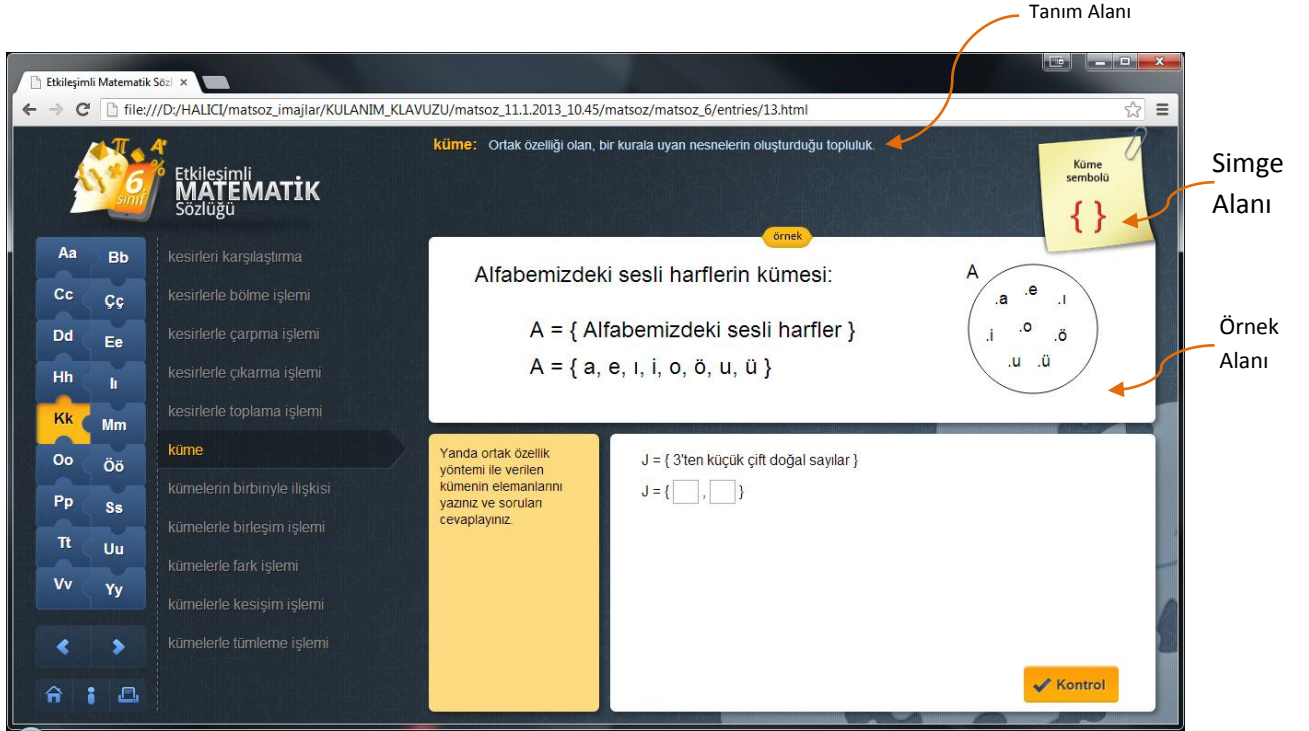 Tanım Alanı
Etkileşimli Matematik Sözl
file:///D:/HALICI/matsoz_imajlar/KULANIM_KLAVUZU/matsoz_11.1.2013_10.45/matsoz/matsoz_6/entries/13.html
küme: Ortak özelliği olan, bir kurala uyan nesnelerin oluşturduğu topluluk.
6.
sınıf
Etkileşimli
MATEMATİK
Sözlüğü
Küme
sembolü
{ }
Simge
Alanı
örnek
Alfabemizdeki sesli harflerin kümesi:
A = { Alfabemizdeki sesli harfler }
A = { a, e, ı, i, o, ö, u, ü }
A
.a .e .ı
.i .o .ö
.u .ü
Örnek
Alanı
Aa Bb
Cc Çç
Dd Ee
Hh Iı
Kk Mm
Oo Öö
Pp Ss
Tt Uu
Vv Yy
kesirleri karşılaştırma
kesirlerle bölme işlemi
kesirlerle çarpma işlemi
kesirlerle çıkarma işlemi
kesirlerle toplama işlemi
küme
kümelerin birbiriyle ilişkisi
kümelerle birleşim işlemi
kümelerle fark işlemi
kümelerle kesişim işlemi
kümelerle tümleme işlemi
Yanda ortak özellik
yöntemi ile verilen
kümenin elemanlarını
yazınız ve soruları
cevaplayınız.
J = { 3'ten küçük çift doğal sayılar }
J = { , }
Kontrol